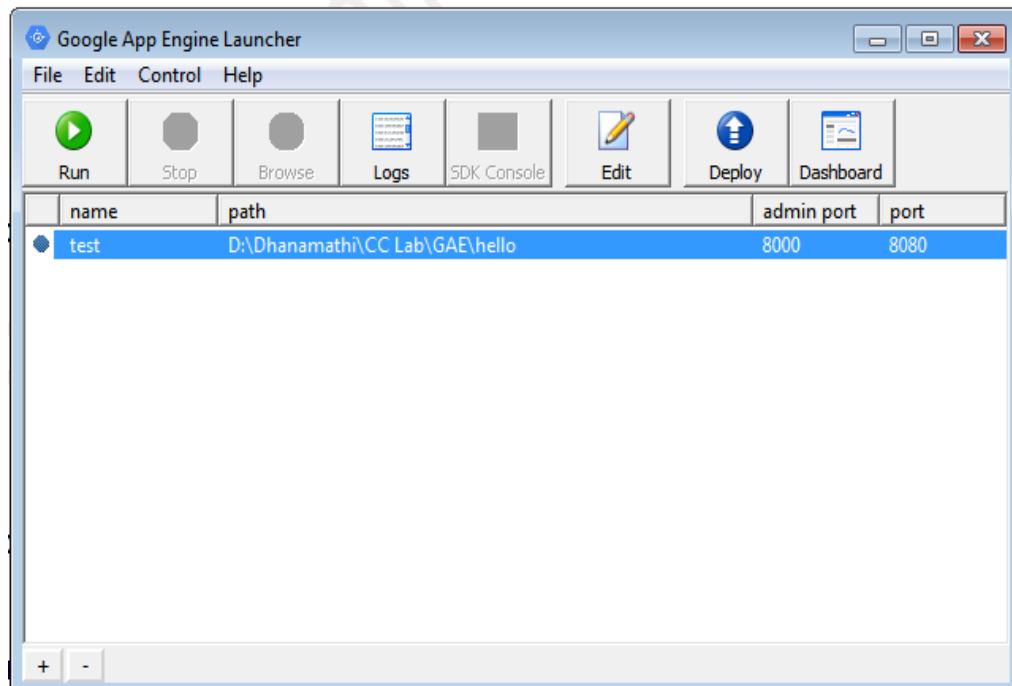 Google App Engine Launcher
File Edit Control Help
Run Stop Browse Logs SDK Console Edit Deploy Dashboard
name path admin port port
test D:\Dhanamathi\CC Lab\GAE\hello 8000 8080
+ -